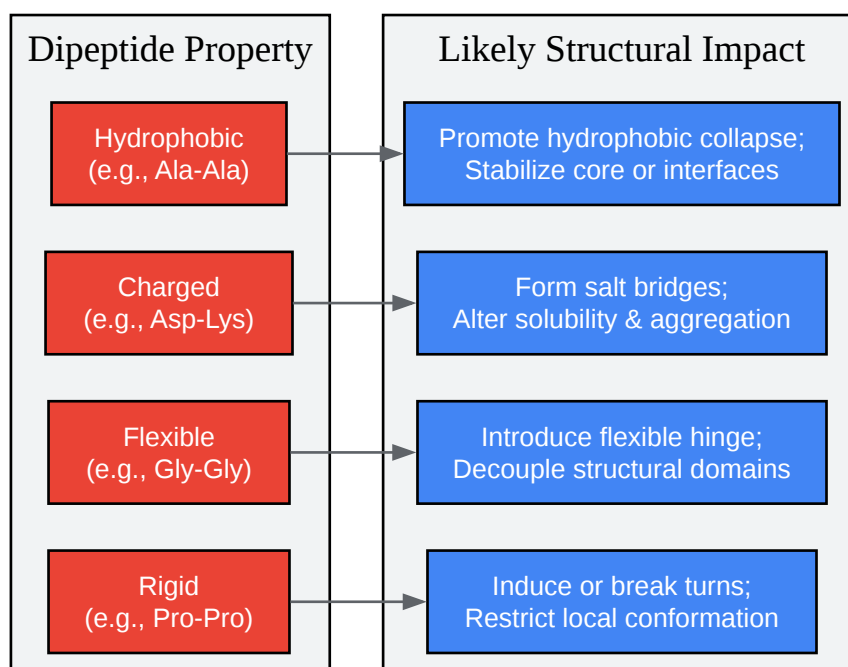 Dipeptide Property
Likely Structural Impact
Hydrophobic
(e.g., Ala-Ala)
Promote hydrophobic collapse;
Stabilize core or interfaces
Charged
(e.g., Asp-Lys)
Form salt bridges;
Alter solubility & aggregation
Flexible
(e.g., Gly-Gly)
Introduce flexible hinge;
Decouple structural domains
Rigid
(e.g., Pro-Pro)
Induce or break turns;
Restrict local conformation